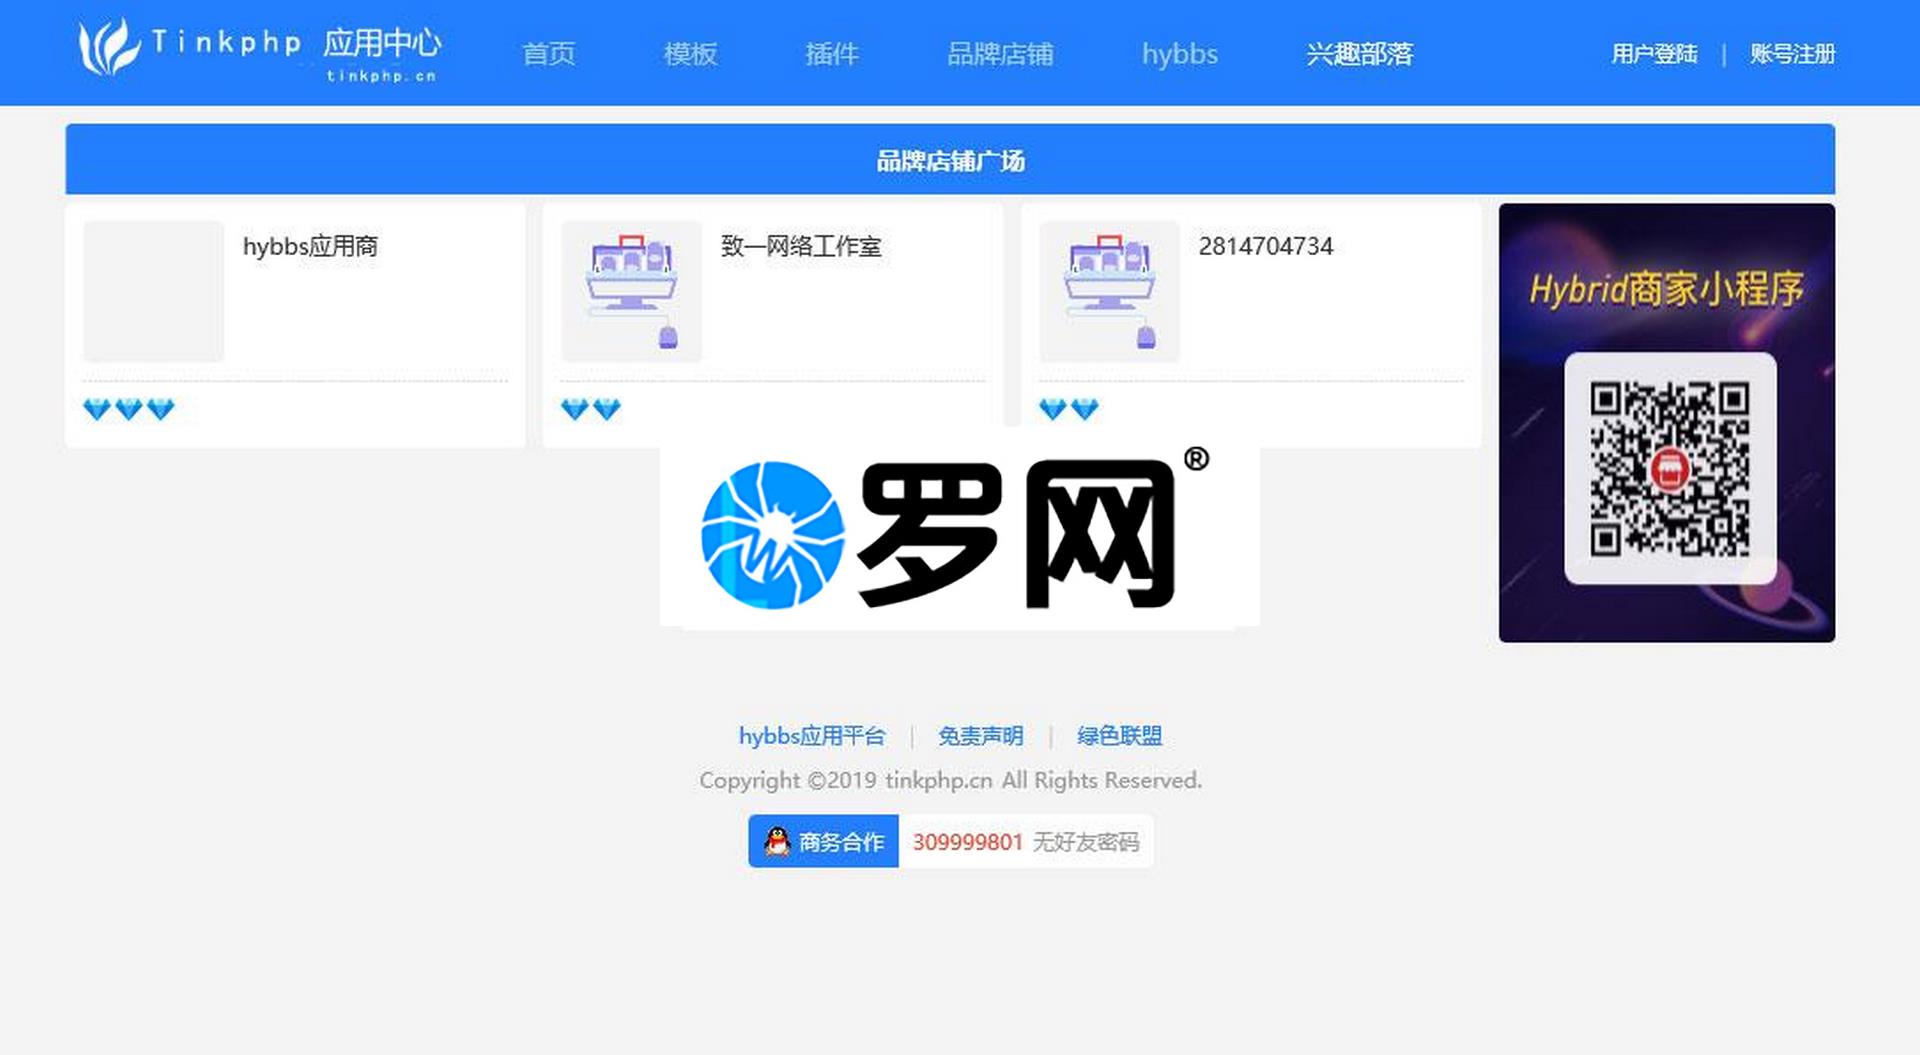 Tinkphp 应用中心
tinkphp.cn
首页 模板 插件 品牌店铺 hybbs 兴趣部落 用户登陆 | 账号注册
品牌店铺广场
hybbs应用商
致一网络工作室
2814704734
Hybrid商家小程序
罗网®
hybbs应用平台 | 免责声明 | 绿色联盟
Copyright ©2019 tinkphp.cn All Rights Reserved.
商务合作 309999801 无好友密码